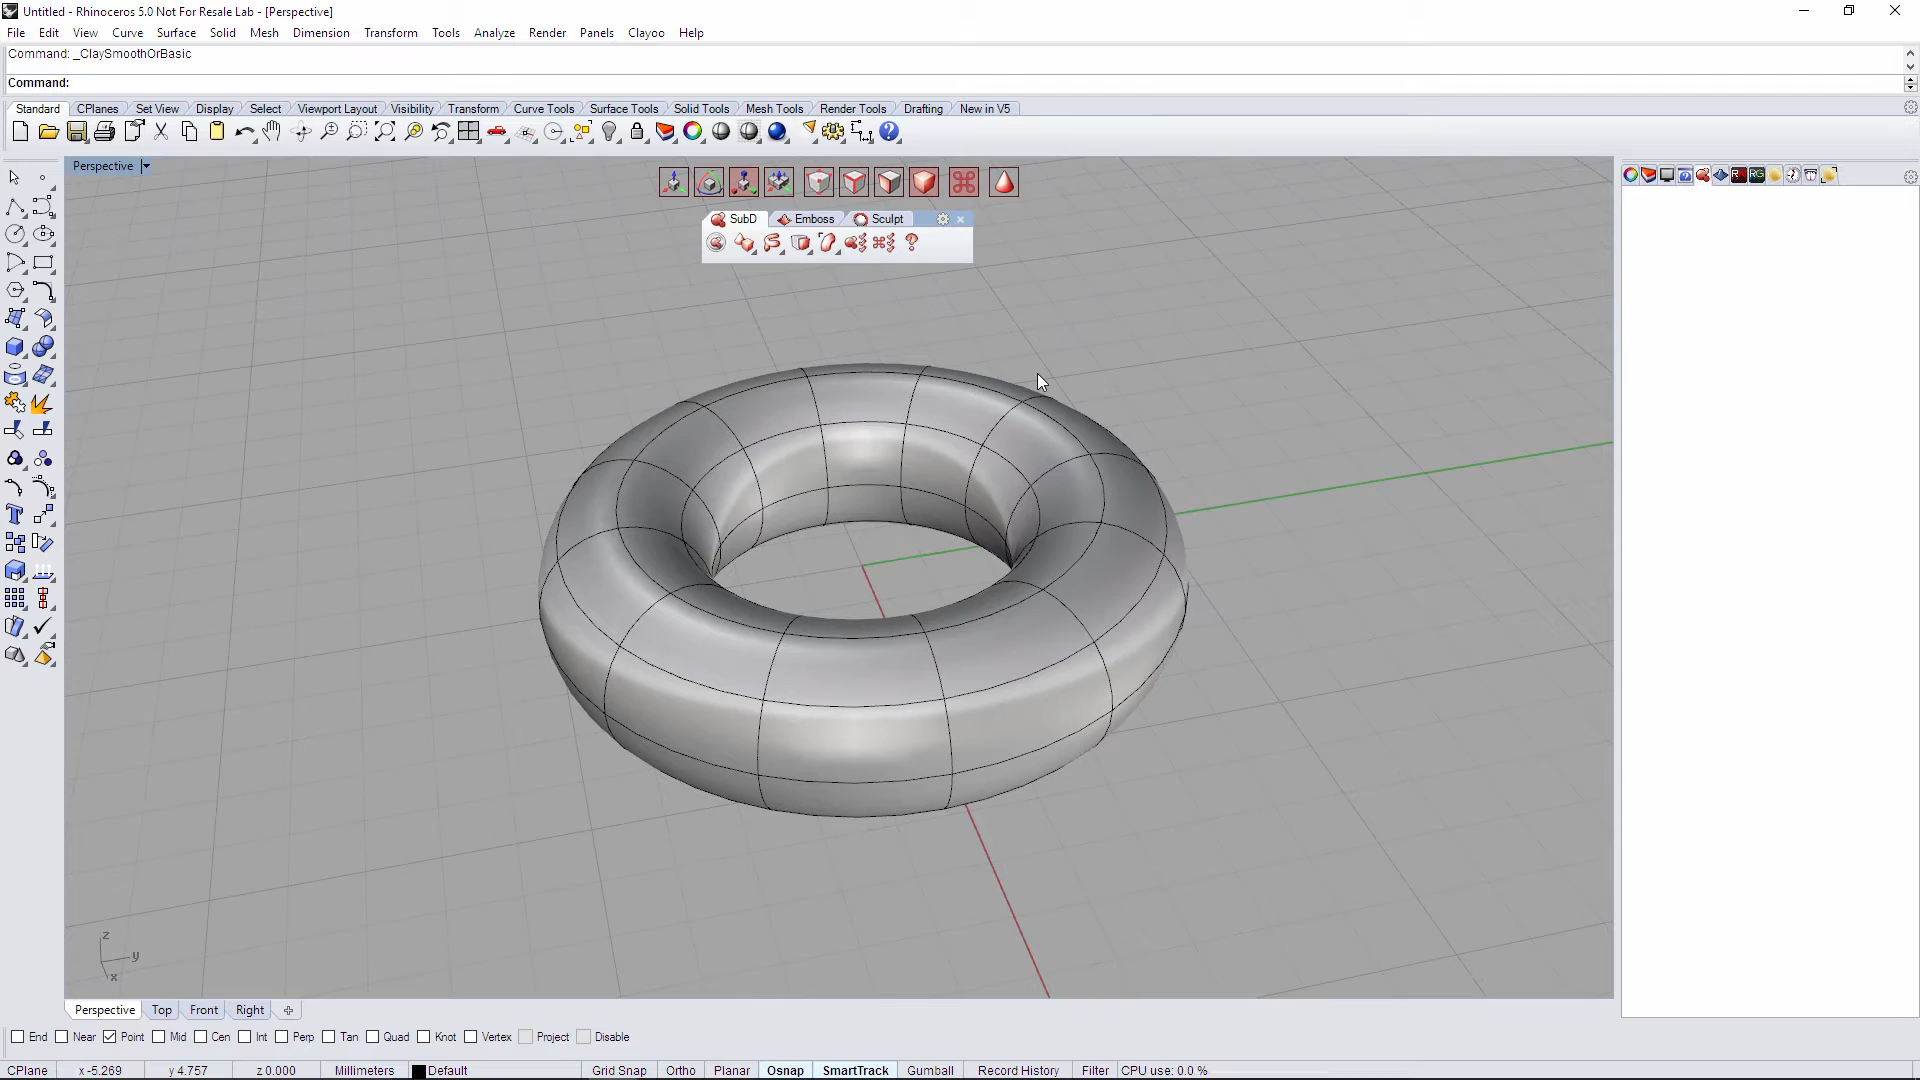 Untitled - Rhinoceros 5.0 Not For Resale Lab - [Perspective]
File Edit View Curve Surface Solid Mesh Dimension Transform Tools Analyze Render Panels Clayoo Help
Command: _ClaySmoothOrBasic
Command:
Standard CPlanes Set View Display Select Viewport Layout Visibility Transform Curve Tools Surface Tools Solid Tools Mesh Tools Render Tools Drafting New in V5
Perspective
SubD Emboss Sculpt
z
y
x
Perspective Top Front Right
End Near Point Mid Cen Int Perp Tan Quad Knot Vertex Project Disable
CPlane x -5.269 y 4.757 z 0.000 Millimeters Default Grid Snap Ortho Planar Osnap SmartTrack Gumball Record History Filter CPU use: 0.0 %